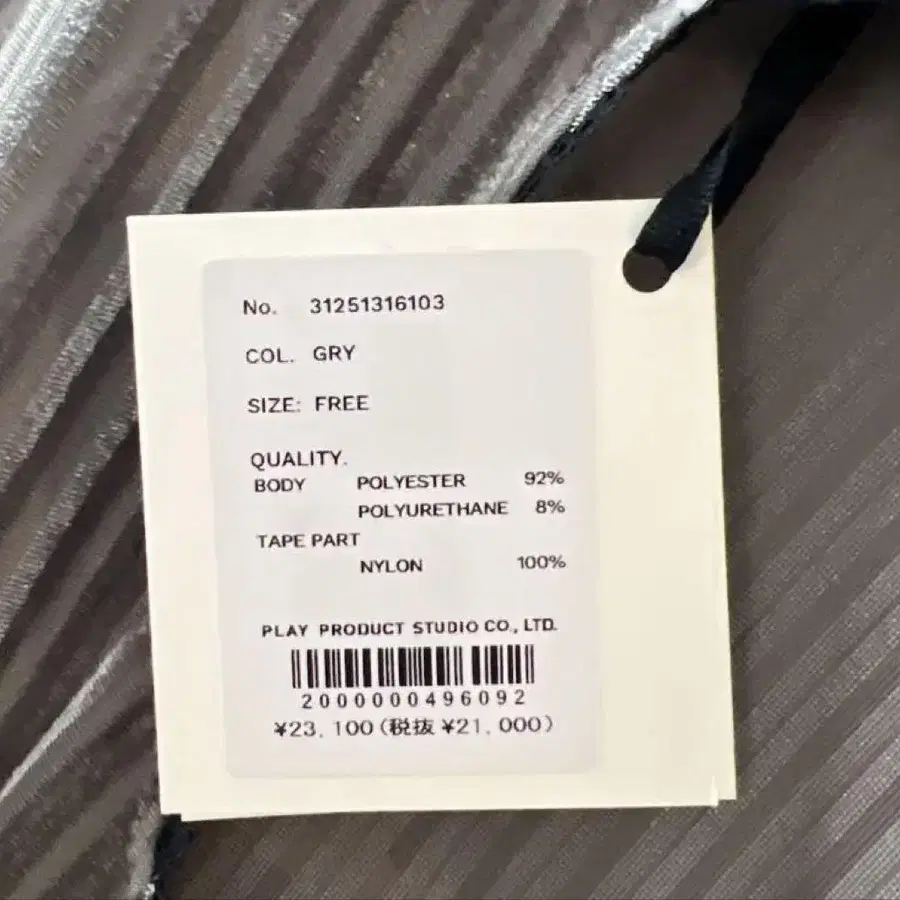 No. 31251316103
COL. GRY
SIZE: FREE
QUALITY.
BODY POLYESTER 92%
POLYURETHANE 8%
TAPE PART
NYLON 100%
PLAY PRODUCT STUDIO CO., LTD.
2000000496092
¥23,100(税抜 ¥21,000)